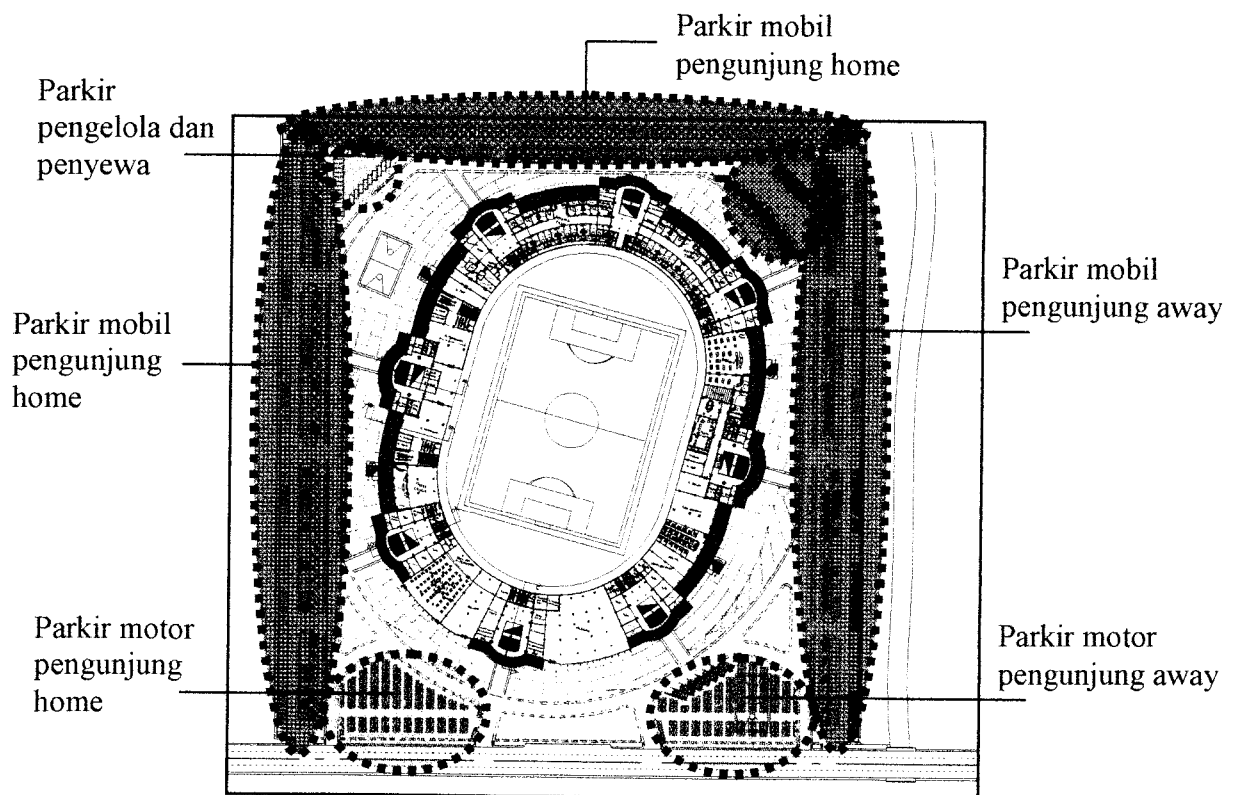 Parkir mobil
pengunjung home
Parkir
pengelola dan
penyewa
Parkir mobil
pengunjung away
Parkir mobil
pengunjung
home
Parkir motor
pengunjung
home
Parkir motor
pengunjung away